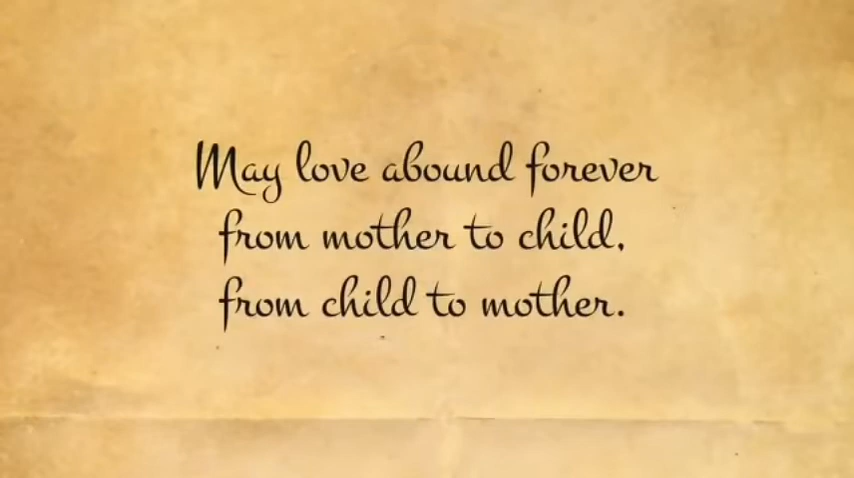 May love abound forever
from mother to child,
from child to mother.